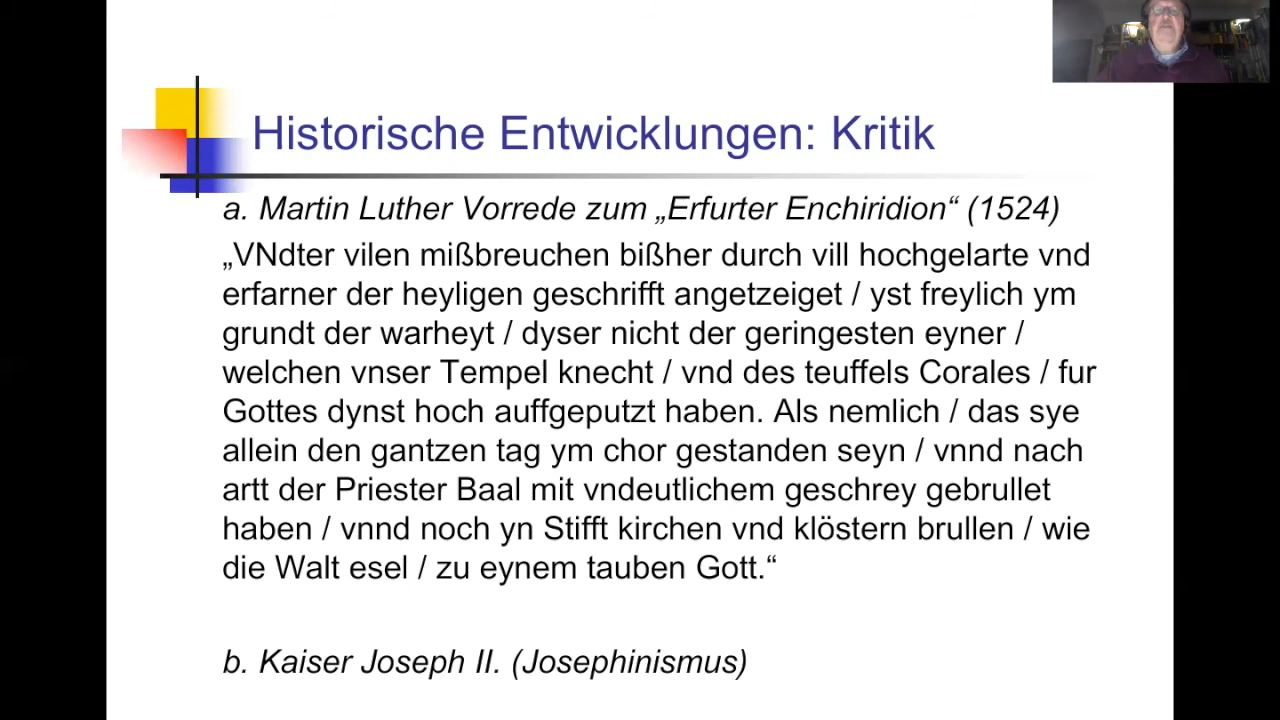 Historische Entwicklungen: Kritik
a. Martin Luther Vorrede zum „Erfurter Enchiridion“ (1524)
„VNdter vilen mißbreuchen bißher durch vill hochgelarte vnd
erfarner der heyligen geschrifft angetzeiget / yst freylich ym
grundt der warheyt / dyser nicht der geringesten eyner /
welchen vnser Tempel knecht / vnd des teuffels Corales / fur
Gottes dynst hoch auffgeputzt haben. Als nemlich / das sye
allein den gantzen tag ym chor gestanden seyn / vnnd nach
artt der Priester Baal mit vndeutlichem geschrey gebrullet
haben / vnnd noch yn Stifft kirchen vnd klöstern brullen / wie
die Walt esel / zu eynem tauben Gott.“
b. Kaiser Joseph II. (Josephinismus)